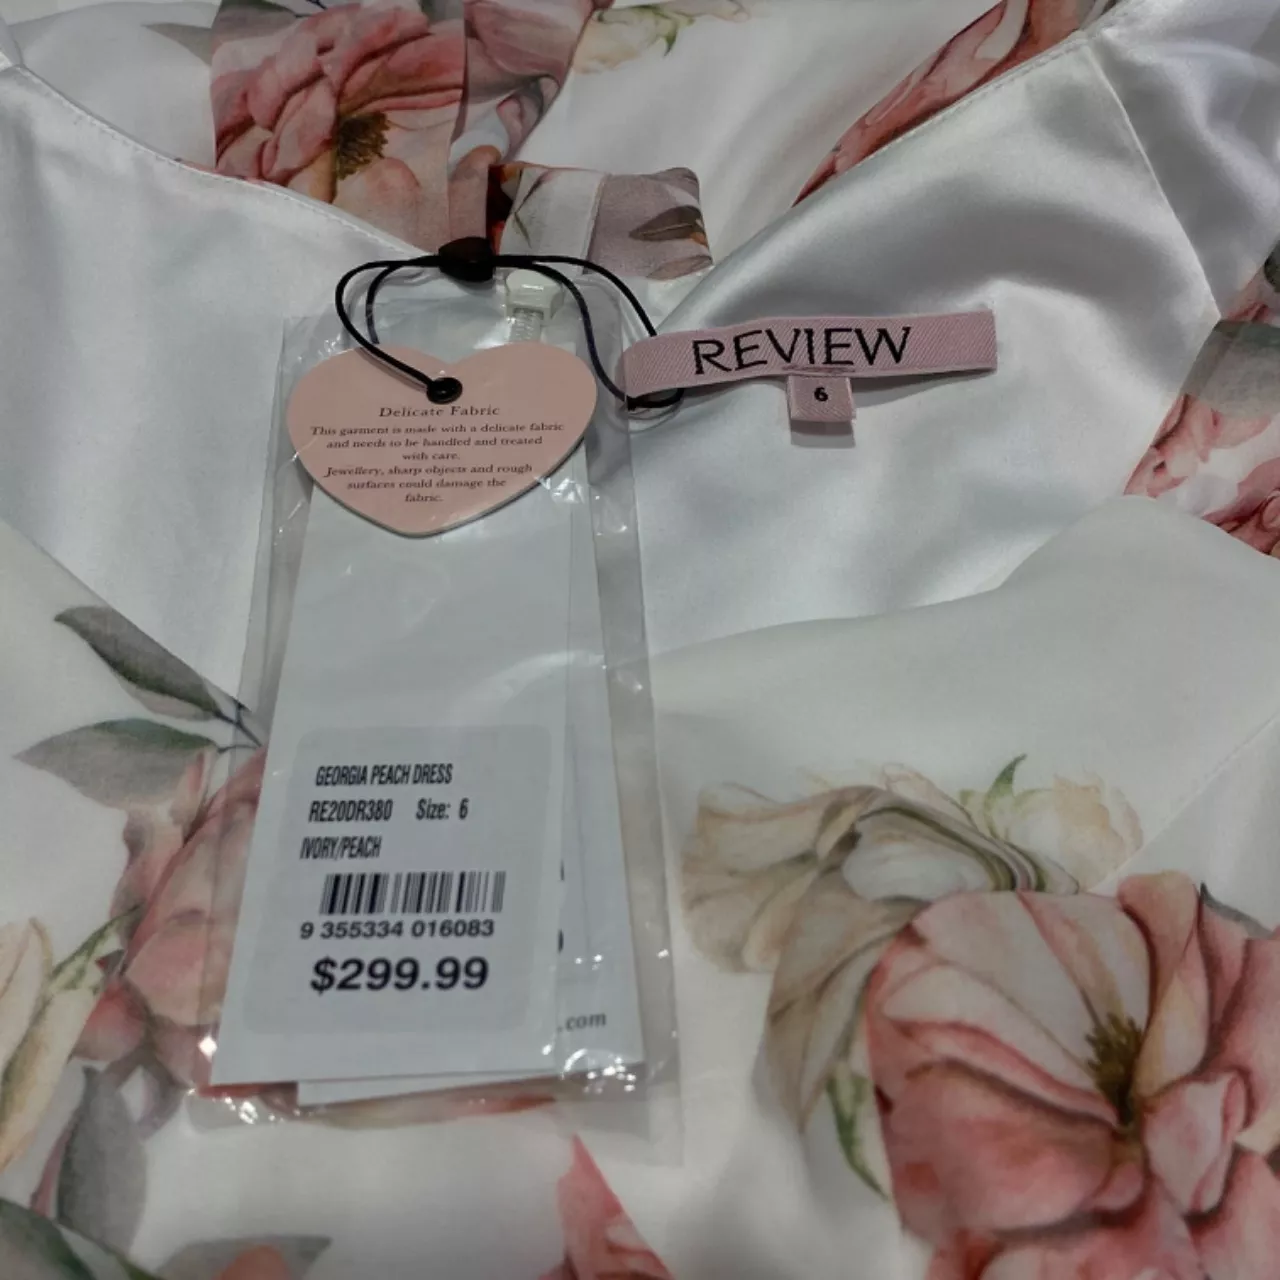 REVIEW
6
Delicate Fabric
This garment is made with a delicate fabric
and needs to be handled and treated
with care.
Jewellery, sharp objects and rough
surfaces could damage the
fabric.
GEORGIA PEACH DRESS
RE20DR380 Size: 6
IVORY/PEACH
9 355334 016083
$299.99
.com